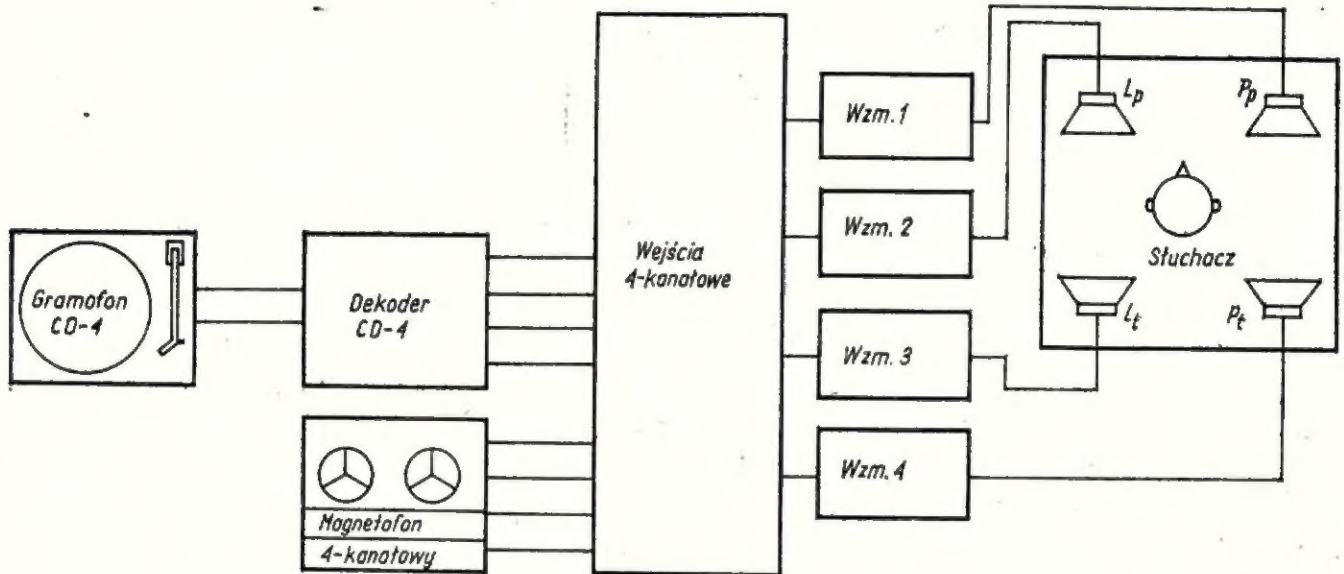 Gramofon
CD-4
Dekoder
CD-4
Magnetofon
4-kanałowy
Wejścia
4-kanałowe
Wzm. 1
Wzm. 2
Wzm. 3
Wzm. 4
Lp
Pp
Słuchacz
Lt
Pt